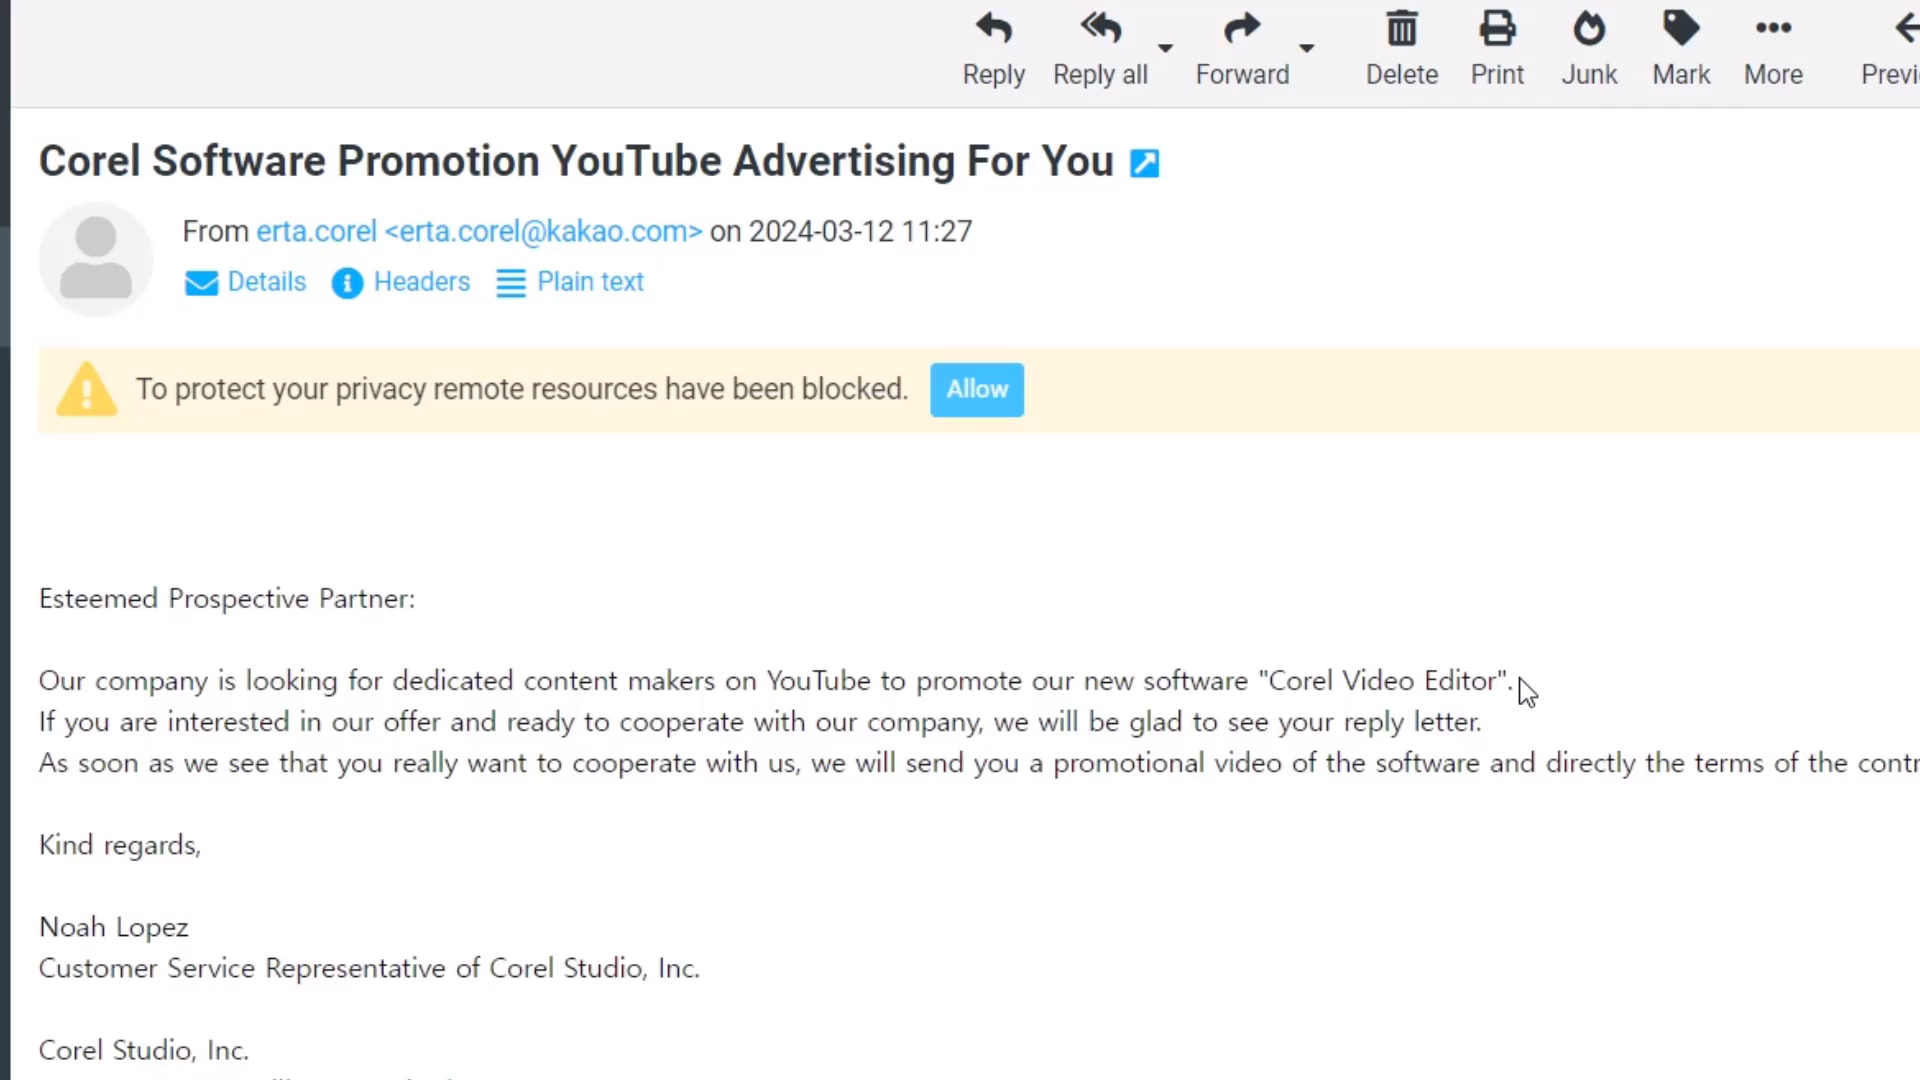 Reply
Reply all
Forward
Delete
Print
Junk
Mark
More
Corel Software Promotion YouTube Advertising For You
From erta.corel <erta.corel@kakao.com> on 2024-03-12 11:27
Details
Headers
Plain text
To protect your privacy remote resources have been blocked.
Allow
Esteemed Prospective Partner:
Our company is looking for dedicated content makers on YouTube to promote our new software "Corel Video Editor".
If you are interested in our offer and ready to cooperate with our company, we will be glad to see your reply letter.
As soon as we see that you really want to cooperate with us, we will send you a promotional video of the software and directly the terms of the
Kind regards,
Noah Lopez
Customer Service Representative of Corel Studio, Inc.
Corel Studio, Inc.